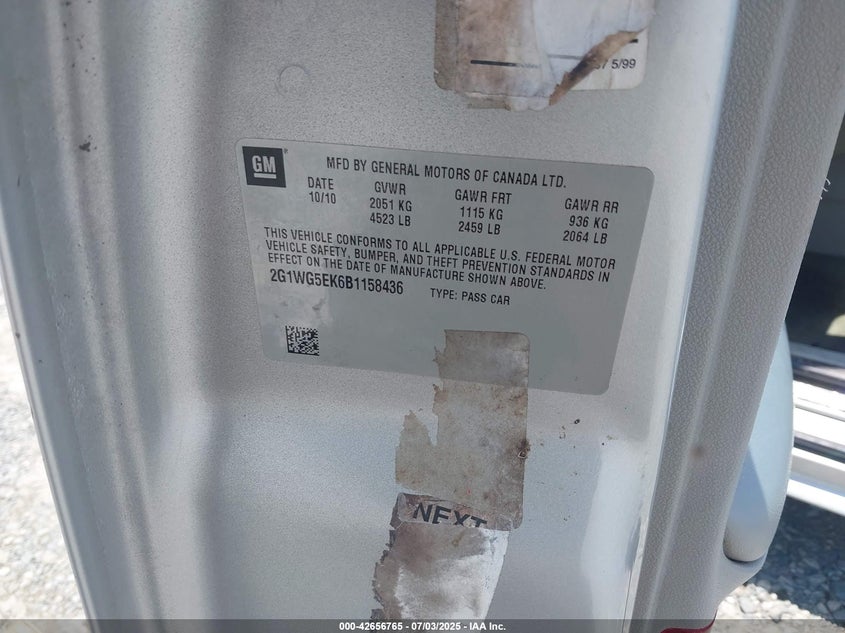 5/99
GM
MFD BY GENERAL MOTORS OF CANADA LTD.
DATE GVWR GAWR FRT GAWR RR
10/10 2051 KG 1115 KG 936 KG
4523 LB 2459 LB 2064 LB
THIS VEHICLE CONFORMS TO ALL APPLICABLE U.S. FEDERAL MOTOR
VEHICLE SAFETY, BUMPER, AND THEFT PREVENTION STANDARDS IN
EFFECT ON THE DATE OF MANUFACTURE SHOWN ABOVE.
2G1WG5EK6B1158436 TYPE: PASS CAR
NEXT
000-42656765 - 07/03/2025 - IAA Inc.